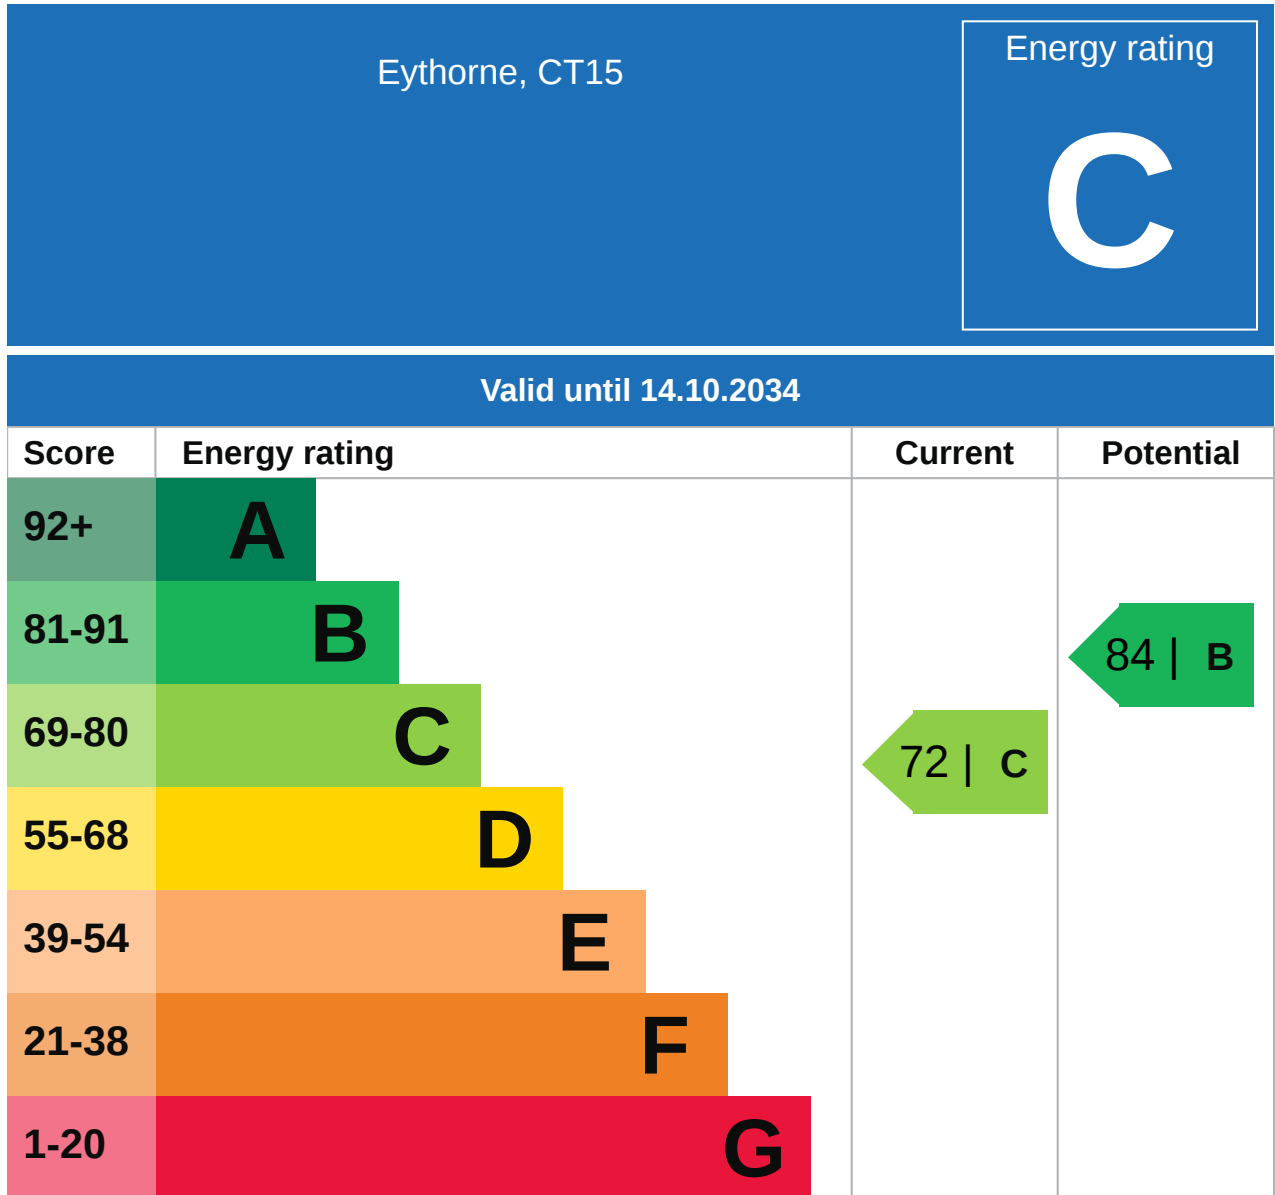 Eythorne, CT15
Energy rating
C
Valid until 14.10.2034
Score Energy rating Current Potential
92+ A
81-91 B
84 | B
69-80 C
72 | C
55-68 D
39-54 E
21-38 F
1-20 G